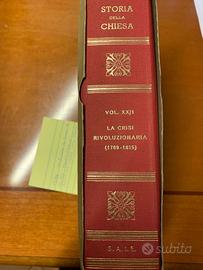 STORIA
DELLA
CHIESA
VOL. XXII
LA CRISI
RIVOLUZIONARIA
(1789-1815)
S.A.I.E.
subito